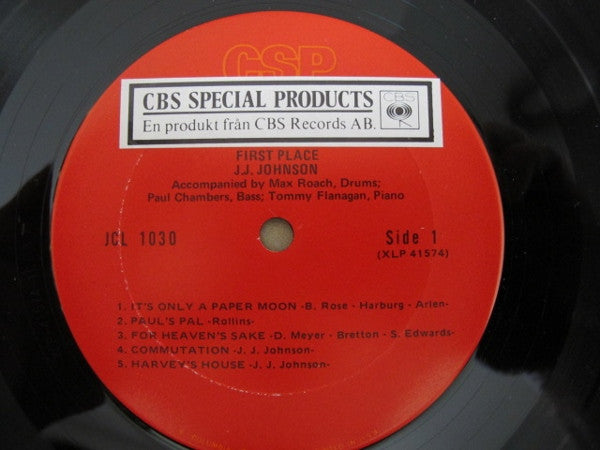 CSP
CBS SPECIAL PRODUCTS
En produkt från CBS Records AB.
CBS
FIRST PLACE
J.J. JOHNSON
Accompanied by Max Roach, Drums;
Paul Chambers, Bass; Tommy Flanagan, Piano
JCL 1030
Side 1
(XLP 41574)
1. IT'S ONLY A PAPER MOON -B. Rose - Harburg - Arlen-
2. PAUL'S PAL -Rollins-
3. FOR HEAVEN'S SAKE -D. Meyer - Bretton - S. Edwards-
4. COMMUTATION -J. J. Johnson-
5. HARVEY'S HOUSE -J. J. Johnson-